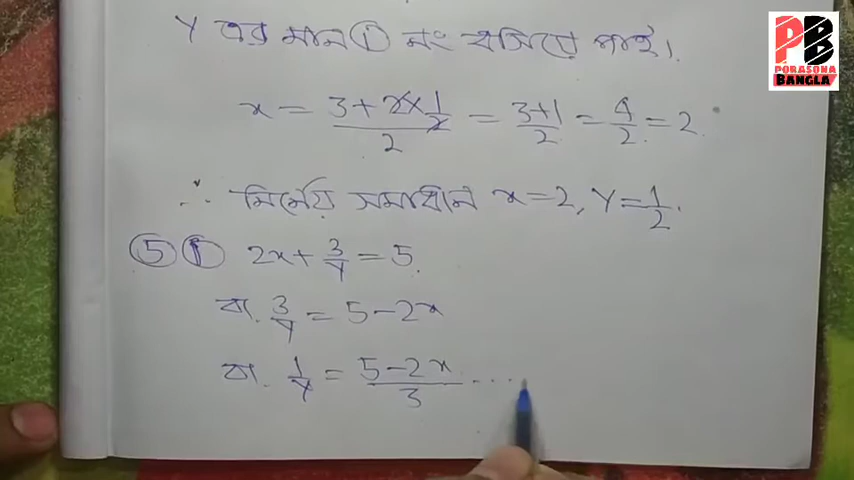 Y এর মান ① নং বসিয়ে পাই।
PB
PORASONA
BANGLA
x = (3+2×1/2)/2 = (3+1)/2 = 4/2 = 2.
∴ নির্ণেয় সমাধান x=2, Y=1/2.
⑤ ⓘ 2x + 3/Y = 5.
বা. 3/Y = 5-2x
বা. 1/Y = (5-2x)/3 ....